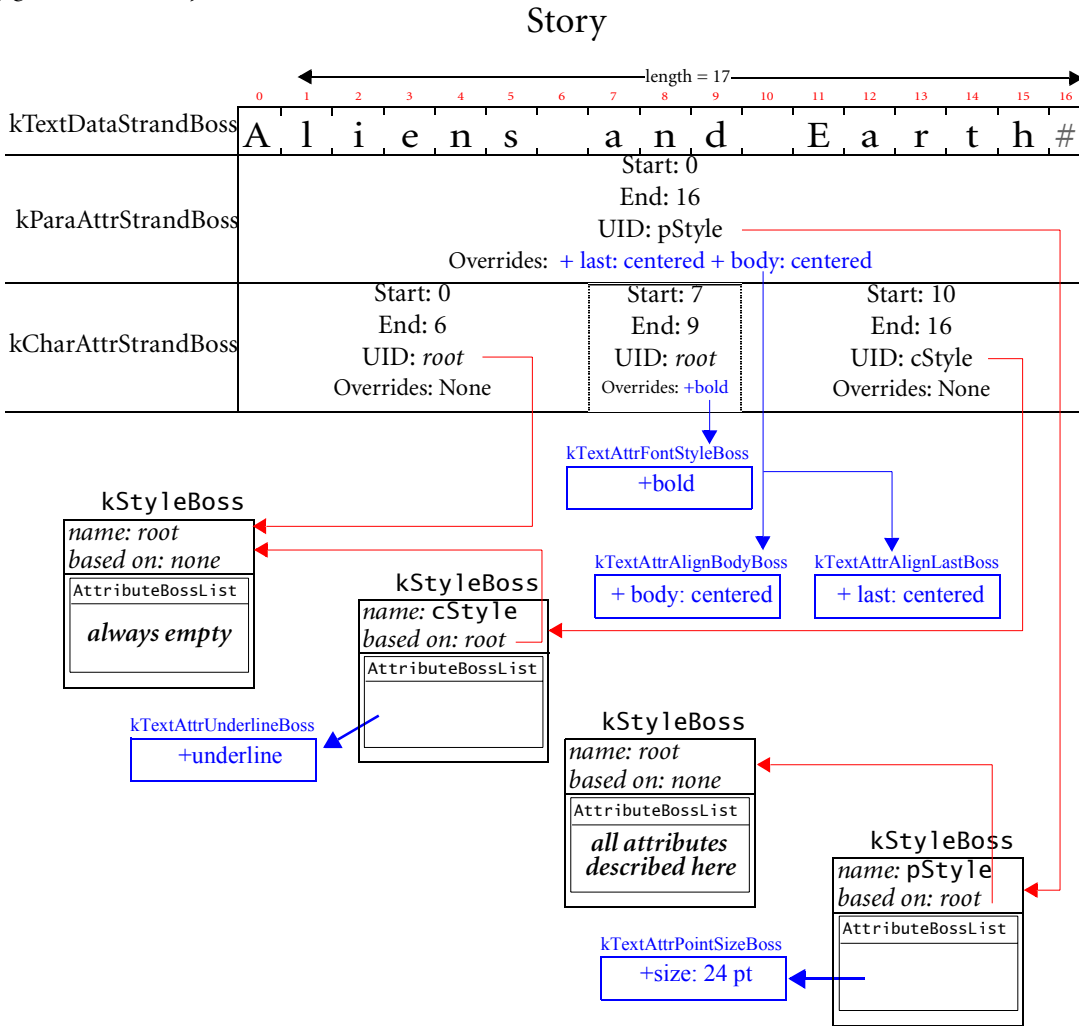 Story
length = 17
0 1 2 3 4 5 6 7 8 9 10 11 12 13 14 15 16
kTextDataStrandBoss A l i e n s a n d E a r t h #
kParaAttrStrandBoss
Start: 0
End: 16
UID: pStyle
Overrides: + last: centered + body: centered
kCharAttrStrandBoss
Start: 0
End: 6
UID: root
Overrides: None
Start: 7
End: 9
UID: root
Overrides: +bold
Start: 10
End: 16
UID: cStyle
Overrides: None
kTextAttrFontStyleBoss
+bold
kTextAttrAlignBodyBoss
+ body: centered
kTextAttrAlignLastBoss
+ last: centered
kStyleBoss
name: root
based on: none
AttributeBossList
always empty
kStyleBoss
name: cStyle
based on: root
AttributeBossList
kTextAttrUnderlineBoss
+underline
kStyleBoss
name: root
based on: none
AttributeBossList
all attributes
described here
kStyleBoss
name: pStyle
based on: root
AttributeBossList
kTextAttrPointSizeBoss
+size: 24 pt